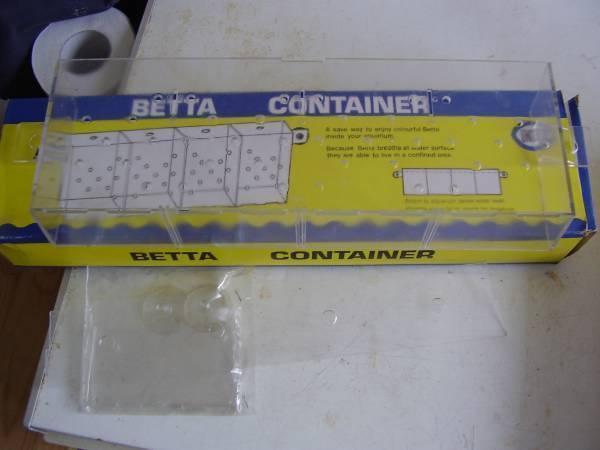 BETTA CONTAINER
A save way to enjoy colourful Betta
inside your aquarium.
Because Betta breathe at water surface
they are able to live in a confined area.
BETTA CONTAINER